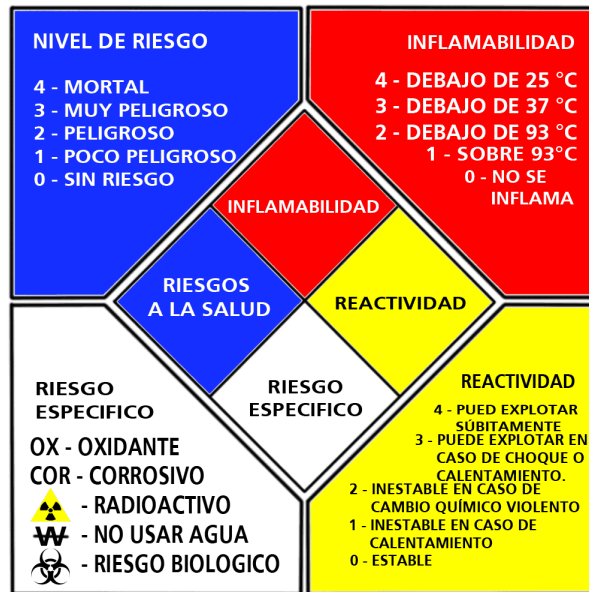 NIVEL DE RIESGO
4 - MORTAL
3 - MUY PELIGROSO
2 - PELIGROSO
1 - POCO PELIGROSO
0 - SIN RIESGO
INFLAMABILIDAD
4 - DEBAJO DE 25 °C
3 - DEBAJO DE 37 °C
2 - DEBAJO DE 93 °C
1 - SOBRE 93°C
0 - NO SE
INFLAMA
INFLAMABILIDAD
RIESGOS
A LA SALUD
REACTIVIDAD
RIESGO
ESPECIFICO
RIESGO
ESPECIFICO
OX - OXIDANTE
COR - CORROSIVO
- RADIOACTIVO
W - NO USAR AGUA
- RIESGO BIOLOGICO
REACTIVIDAD
4 - PUED EXPLOTAR
SÚBITAMENTE
3 - PUEDE EXPLOTAR EN
CASO DE CHOQUE O
CALENTAMIENTO.
2 - INESTABLE EN CASO DE
CAMBIO QUÍMICO VIOLENTO
1 - INESTABLE EN CASO DE
CALENTAMIENTO
0 - ESTABLE